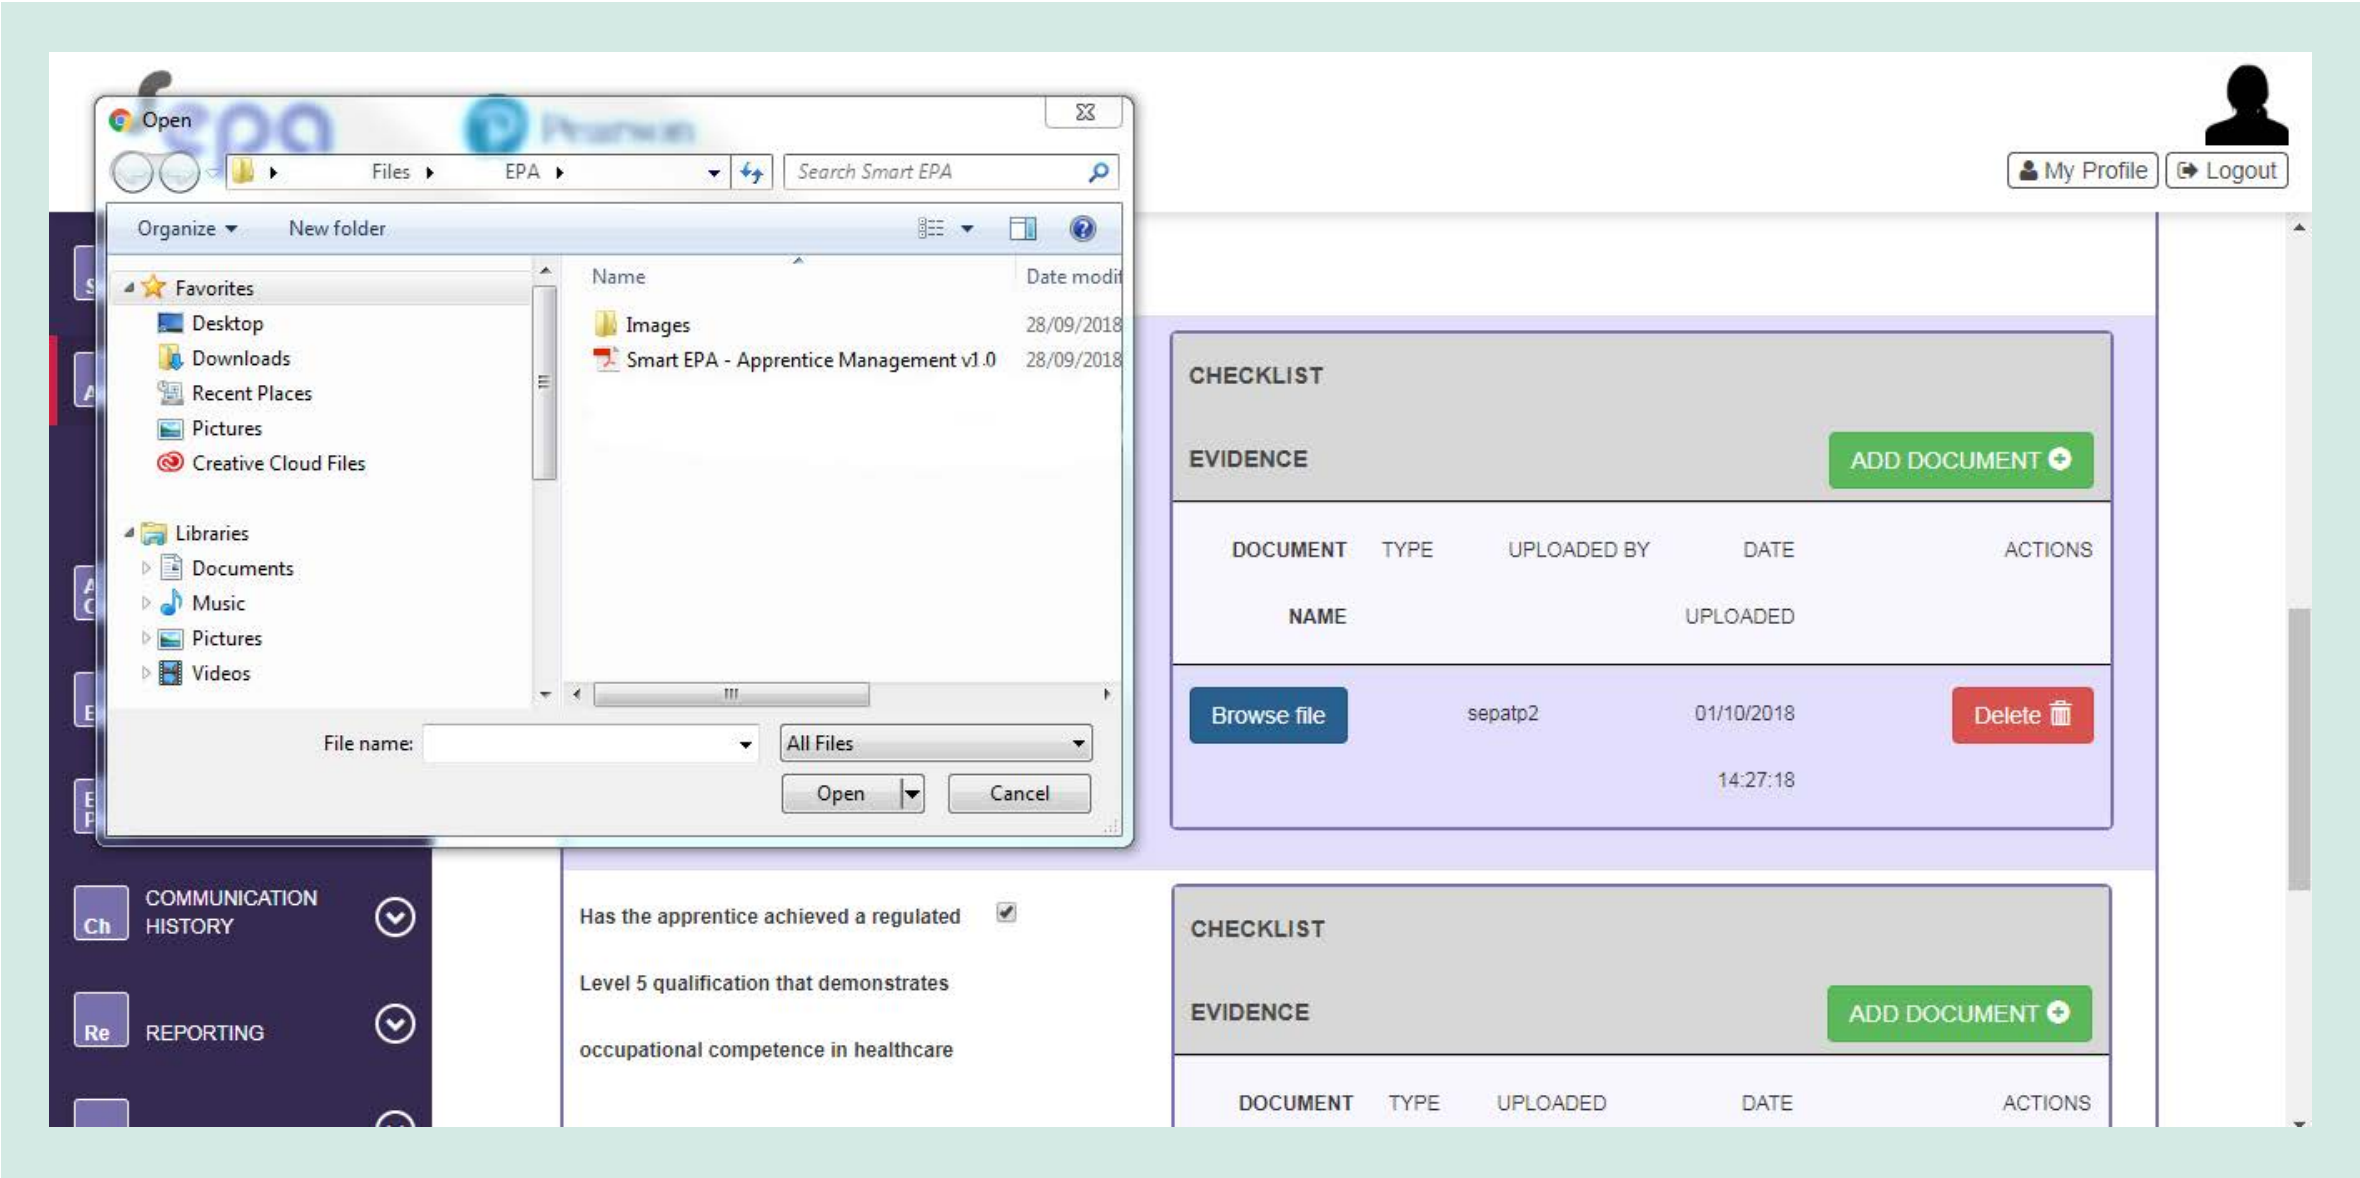 epa
Pearson
Open
Files
EPA
Search Smart EPA
Organize
New folder
Favorites
Desktop
Downloads
Recent Places
Pictures
Creative Cloud Files
Libraries
Documents
Music
Pictures
Videos
Name
Date modif
Images
28/09/2018
Smart EPA - Apprentice Management v1.0
28/09/2018
File name:
All Files
Open
Cancel
My Profile
Logout
CHECKLIST
EVIDENCE
ADD DOCUMENT
DOCUMENT NAME
TYPE
UPLOADED BY
DATE UPLOADED
ACTIONS
Browse file
sepatp2
01/10/2018
14:27:18
Delete
Ch
COMMUNICATION
HISTORY
Re
REPORTING
Has the apprentice achieved a regulated
Level 5 qualification that demonstrates
occupational competence in healthcare
CHECKLIST
EVIDENCE
ADD DOCUMENT
DOCUMENT
TYPE
UPLOADED
DATE
ACTIONS